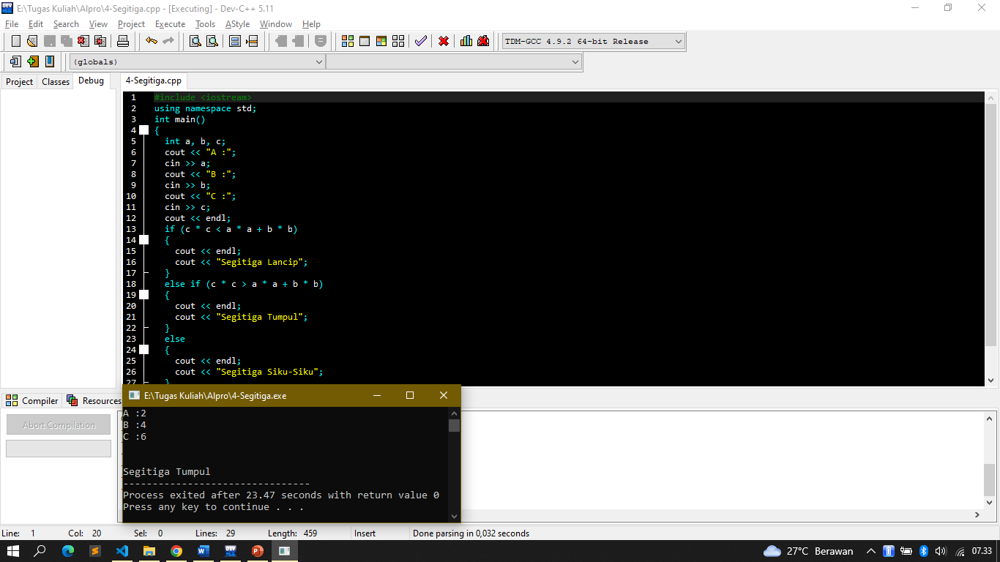 E:\Tugas Kuliah\Alpro\4-Segitiga.cpp - [Executing] - Dev-C++ 5.11
File Edit Search View Project Execute Tools AStyle Window Help
TDM-GCC 4.9.2 64-bit Release
(globals)
Project Classes Debug
4-Segitiga.cpp
1 #include <iostream>
2 using namespace std;
3 int main()
4 {
5 int a, b, c;
6 cout << "A :";
7 cin >> a;
8 cout << "B :";
9 cin >> b;
10 cout << "C :";
11 cin >> c;
12 cout << endl;
13 if (c * c < a * a + b * b)
14 {
15 cout << endl;
16 cout << "Segitiga Lancip";
17 }
18 else if (c * c > a * a + b * b)
19 {
20 cout << endl;
21 cout << "Segitiga Tumpul";
22 }
23 else
24 {
25 cout << endl;
26 cout << "Segitiga Siku-Siku";
27 }
Compiler Resources
Abort Compilation
E:\Tugas Kuliah\Alpro\4-Segitiga.exe
A :2
B :4
C :6
Segitiga Tumpul
--------------------------------
Process exited after 23.47 seconds with return value 0
Press any key to continue . . .
Line: 1 Col: 20 Sel: 0 Lines: 29 Length: 459 Insert Done parsing in 0,032 seconds
27°C Berawan 07.33